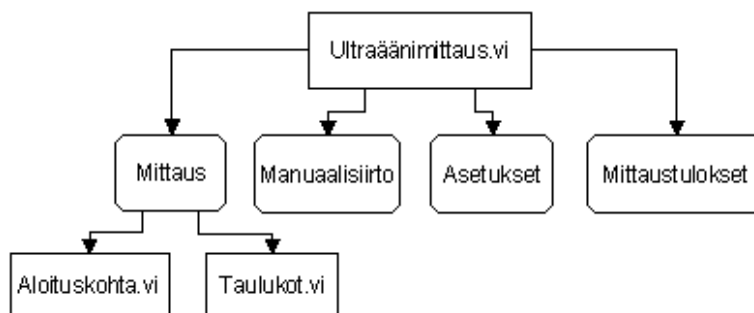 Ultraäänimittaus.vi
Mittaus
Manuaalisiirto
Asetukset
Mittaustulokset
Aloituskohta.vi
Taulukot.vi